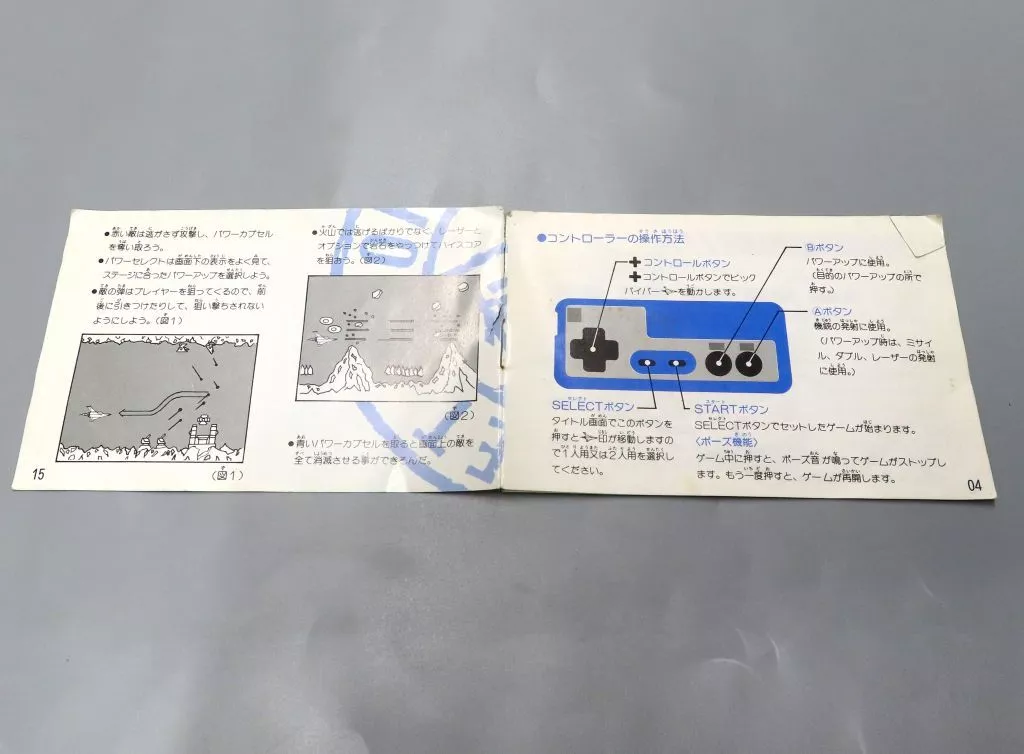 ●赤い敵は逃がさず攻撃し、パワーカプセル
を奪い取ろう。
●パワーセレクトは画面下の表示をよく見て、
ステージに合ったパワーアップを選択しよう。
●敵の弾はプレイヤーを狙ってくるので、前
後に引きつけたりして、狙い撃ちされない
ようにしよう。(図1)
(図1)
15
●火山では逃げるばかりでなく、レーザーと
オプションで岩石をやっつけてハイスコア
を狙おう。(図2)
(図2)
●青いパワーカプセルを取ると画面上の敵を
全て消滅させる事ができるんだ。
●コントローラーの操作方法
コントロールボタン
コントロールボタンでビック
バイパーを動かします。
Ⓑボタン
パワーアップに使用。
(目的のパワーアップの所で
押す。)
Ⓐボタン
機銃の発射に使用。
(パワーアップ時は、ミサイ
ル、ダブル、レーザーの発射
に使用。)
SELECTボタン
タイトル画面でこのボタンを
押すと印が移動しますの
で1人用又は2人用を選択し
てください。
STARTボタン
SELECTボタンでセットしたゲームが始まります。
〈ポーズ機能〉
ゲーム中に押すと、ポーズ音が鳴ってゲームがストップし
ます。もう一度押すと、ゲームが再開します。
04